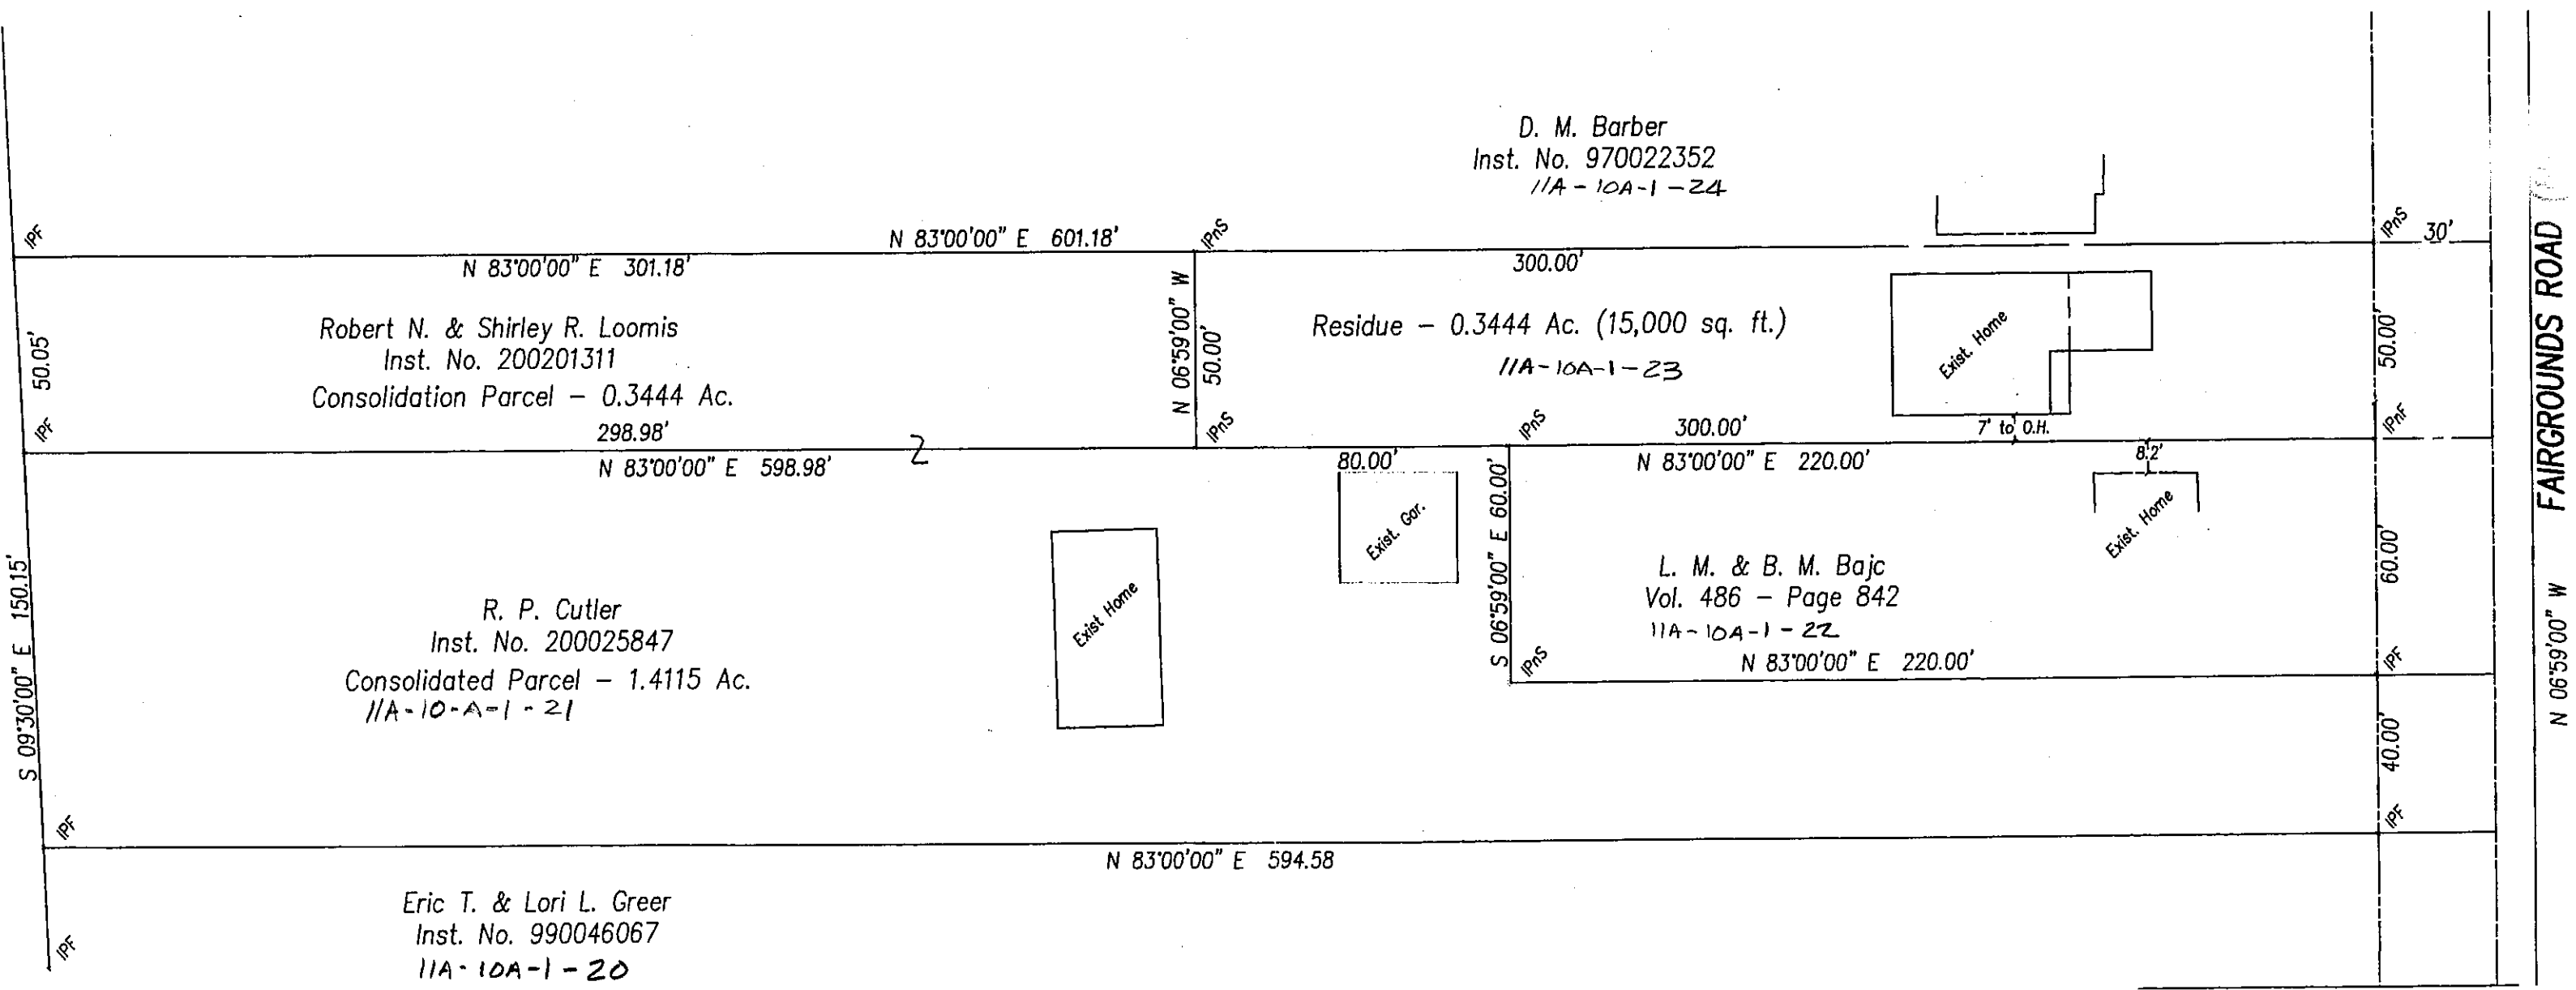 D. M. Barber
Inst. No. 970022352
11A-10A-1-24
IPF
N 83°00'00" E 601.18'
IPnS
IPnS
30'
N 83°00'00" E 301.18'
300.00'
50.05'
Robert N. & Shirley R. Loomis
Inst. No. 200201311
Consolidation Parcel – 0.3444 Ac.
N 06°59'00" W
50.00'
Residue – 0.3444 Ac. (15,000 sq. ft.)
11A-10A-1-23
Exist. Home
50.00'
FAIRGROUNDS ROAD
N 06°59'00" W
IPF
298.98'
IPnS
IPnS
300.00'
7' to O.H.
IPnF
N 83°00'00" E 598.98'
80.00'
N 83°00'00" E 220.00'
8.2'
Exist. Gar.
S 06°59'00" E 60.00'
Exist. Home
60.00'
S 09°30'00" E 150.15'
R. P. Cutler
Inst. No. 200025847
Consolidated Parcel – 1.4115 Ac.
11A-10-A-1-21
Exist Home
L. M. & B. M. Bajc
Vol. 486 – Page 842
11A-10A-1-22
IPnS
N 83°00'00" E 220.00'
IPF
40.00'
IPF
IPF
N 83°00'00" E 594.58
Eric T. & Lori L. Greer
Inst. No. 990046067
11A-10A-1-20
IPF